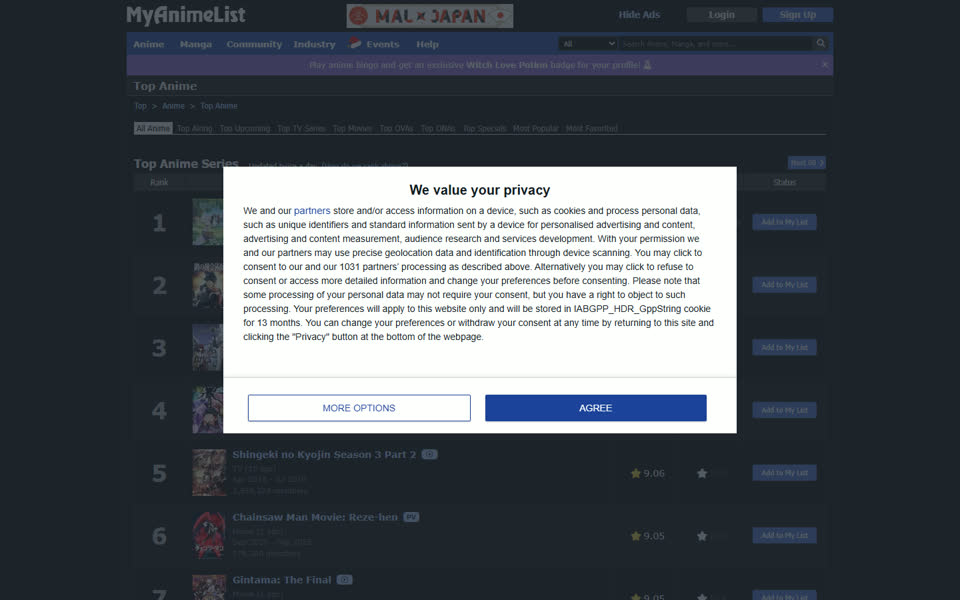 MyAnimeList
MAL × JAPAN
Hide Ads
Login
Sign Up
Anime Manga Community Industry Events Help
All
Search Anime, Manga, and more...
Play anime bingo and get an exclusive Witch Love Potion badge for your profile!
Top Anime
Top > Anime > Top Anime
All Anime Top Airing Top Upcoming Top TV Series Top Movies Top OVAs Top ONAs Top Specials Most Popular Most Favorited
Top Anime Series
Next 50
Rank
Status
We value your privacy
We and our partners store and/or access information on a device, such as cookies and process personal data,
such as unique identifiers and standard information sent by a device for personalised advertising and content,
advertising and content measurement, audience research and services development. With your permission we
and our partners may use precise geolocation data and identification through device scanning. You may click to
consent to our and our 1031 partners' processing as described above. Alternatively you may click to refuse to
consent or access more detailed information and change your preferences before consenting. Please note that
some processing of your personal data may not require your consent, but you have a right to object to such
processing. Your preferences will apply to this website only and will be stored in IABGPP_HDR_GppString cookie
for 13 months. You can change your preferences or withdraw your consent at any time by returning to this site and
clicking the "Privacy" button at the bottom of the webpage.
MORE OPTIONS
AGREE
1
Add to My List
2
Add to My List
3
Add to My List
4
Add to My List
5
Shingeki no Kyojin Season 3 Part 2
9.06
Add to My List
6
Chainsaw Man Movie: Reze-hen
PV
9.05
Add to My List
7
Gintama: The Final
9.05
Add to My List